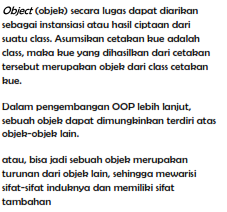 Object (objek) secara lugas dapat diartikan
sebagai instansiasi atau hasil ciptaan dari
suatu class. Asumsikan cetakan kue adalah
class, maka kue yang dihasilkan dari cetakan
tersebut merupakan objek dari class cetakan
kue.
Dalam pengembangan OOP lebih lanjut,
sebuah objek dapat dimungkinkan terdiri atas
objek-objek lain.
atau, bisa jadi sebuah objek merupakan
turunan dari objek lain, sehingga mewarisi
sifat-sifat induknya dan memiliki sifat
tambahan